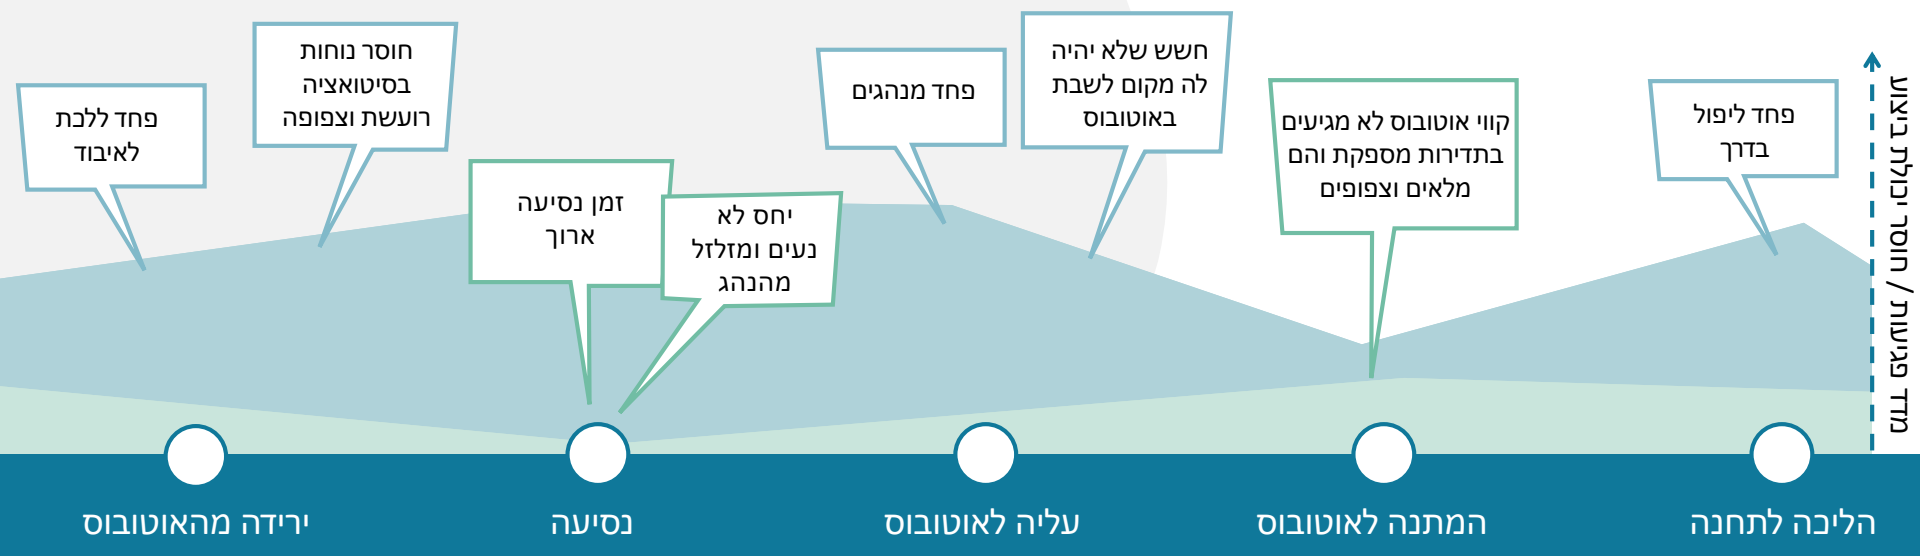 מדד פגיעות / חוסר יכולת ביצוע
פחד ליפול
בדרך
קווי אוטובוס לא מגיעים
בתדירות מספקת והם
מלאים וצפופים
חשש שלא יהיה
לה מקום לשבת
באוטובוס
פחד מנהגים
יחס לא
נעים ומזלזל
מהנהג
זמן נסיעה
ארוך
חוסר נוחות
בסיטואציה
רועשת וצפופה
פחד ללכת
לאיבוד
הליכה לתחנה
המתנה לאוטובוס
עליה לאוטובוס
נסיעה
ירידה מהאוטובוס